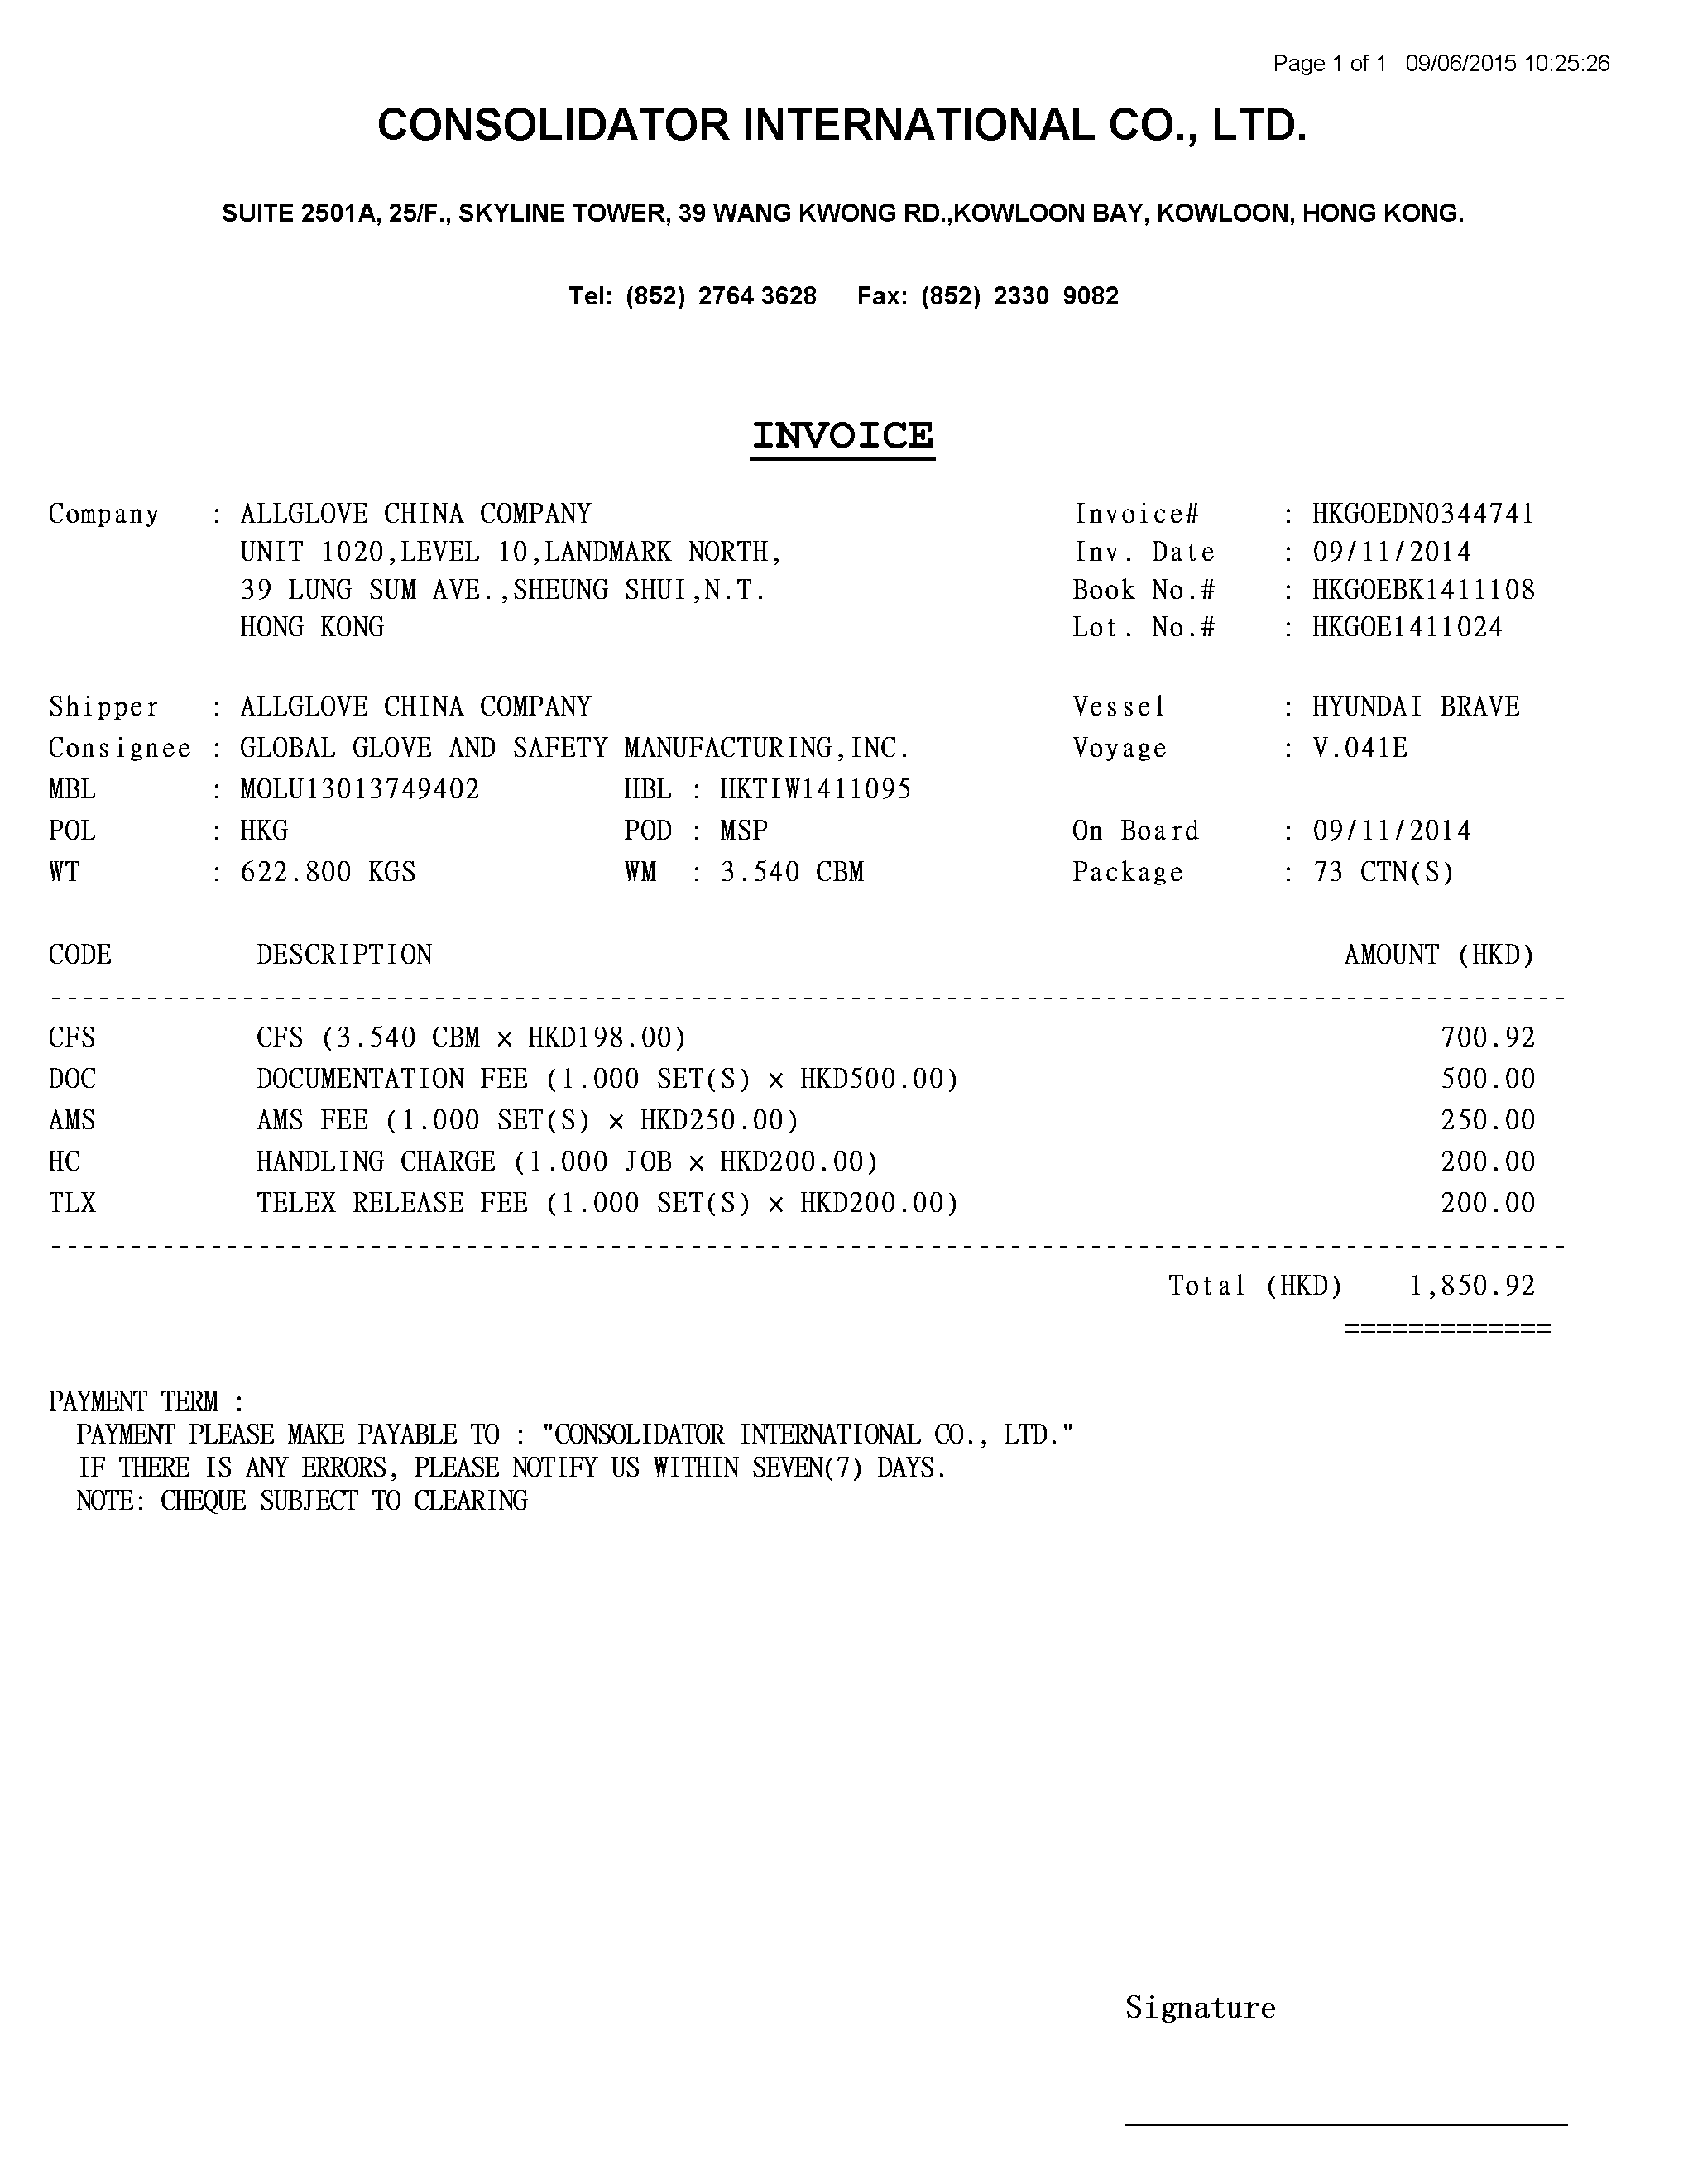 Page 1 of 1 09/06/2015 10:25:26
CONSOLIDATOR INTERNATIONAL CO., LTD.
SUITE 2501A, 25/F., SKYLINE TOWER, 39 WANG KWONG RD.,KOWLOON BAY, KOWLOON, HONG KONG.
Tel: (852) 2764 3628 Fax: (852) 2330 9082
INVOICE
Company : ALLGLOVE CHINA COMPANY Invoice# : HKGOEDN0344741
UNIT 1020,LEVEL 10,LANDMARK NORTH, Inv. Date : 09/11/2014
39 LUNG SUM AVE.,SHEUNG SHUI,N.T. Book No.# : HKGOEBK1411108
HONG KONG Lot. No.# : HKGOE1411024
Shipper : ALLGLOVE CHINA COMPANY Vessel : HYUNDAI BRAVE
Consignee : GLOBAL GLOVE AND SAFETY MANUFACTURING,INC. Voyage : V.041E
MBL : MOLU13013749402 HBL : HKTIW1411095
POL : HKG POD : MSP On Board : 09/11/2014
WT : 622.800 KGS WM : 3.540 CBM Package : 73 CTN(S)
CODE DESCRIPTION AMOUNT (HKD)
CFS CFS (3.540 CBM × HKD198.00) 700.92
DOC DOCUMENTATION FEE (1.000 SET(S) × HKD500.00) 500.00
AMS AMS FEE (1.000 SET(S) × HKD250.00) 250.00
HC HANDLING CHARGE (1.000 JOB × HKD200.00) 200.00
TLX TELEX RELEASE FEE (1.000 SET(S) × HKD200.00) 200.00
Total (HKD) 1,850.92
=============
PAYMENT TERM :
PAYMENT PLEASE MAKE PAYABLE TO : "CONSOLIDATOR INTERNATIONAL CO., LTD."
IF THERE IS ANY ERRORS, PLEASE NOTIFY US WITHIN SEVEN(7) DAYS.
NOTE: CHEQUE SUBJECT TO CLEARING
Signature